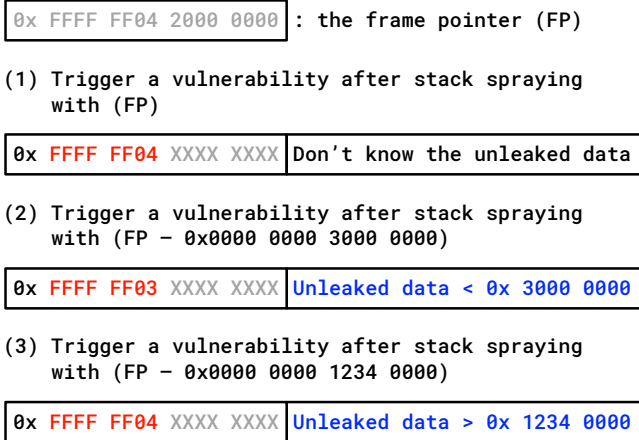 0x FFFF FF04 2000 0000 : the frame pointer (FP)
(1) Trigger a vulnerability after stack spraying
with (FP)
0x FFFF FF04 XXXX XXXX Don't know the unleaked data
(2) Trigger a vulnerability after stack spraying
with (FP – 0x0000 0000 3000 0000)
0x FFFF FF03 XXXX XXXX Unleaked data < 0x 3000 0000
(3) Trigger a vulnerability after stack spraying
with (FP – 0x0000 0000 1234 0000)
0x FFFF FF04 XXXX XXXX Unleaked data > 0x 1234 0000